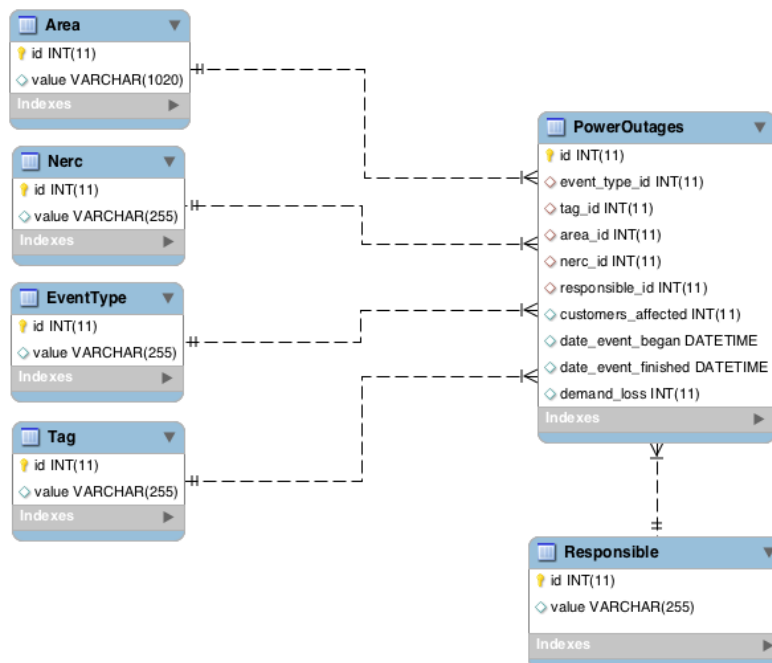 Area
id INT(11)
value VARCHAR(1020)
Indexes
Nerc
id INT(11)
value VARCHAR(255)
Indexes
EventType
id INT(11)
value VARCHAR(255)
Indexes
Tag
id INT(11)
value VARCHAR(255)
Indexes
PowerOutages
id INT(11)
event_type_id INT(11)
tag_id INT(11)
area_id INT(11)
nerc_id INT(11)
responsible_id INT(11)
customers_affected INT(11)
date_event_began DATETIME
date_event_finished DATETIME
demand_loss INT(11)
Indexes
Responsible
id INT(11)
value VARCHAR(255)
Indexes